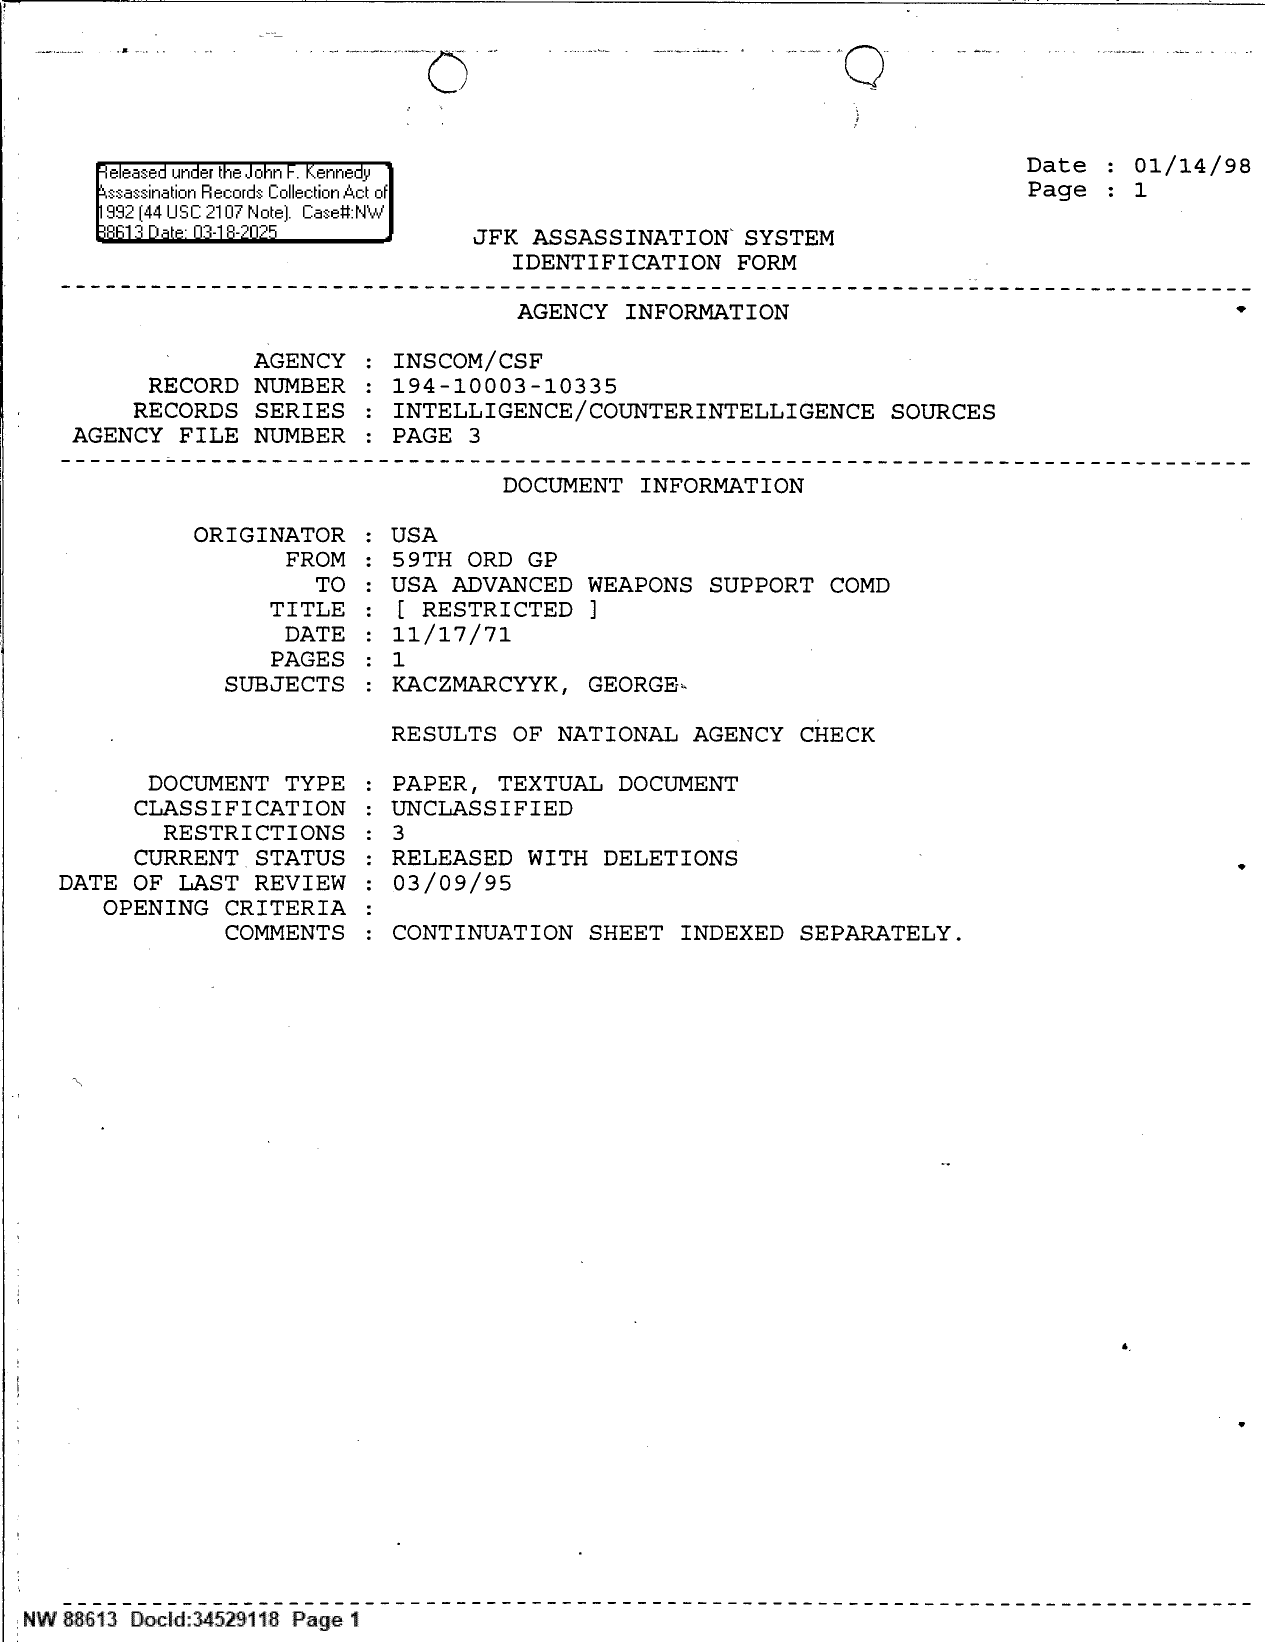 Released under the John F. Kennedy
Assassination Records Collection Act of
1992 (44 USC 2107 Note). Case#:NW
88613 Date: 03-18-2025
Date : 01/14/98
Page : 1
JFK ASSASSINATION SYSTEM
IDENTIFICATION FORM
AGENCY INFORMATION
AGENCY : INSCOM/CSF
RECORD NUMBER : 194-10003-10335
RECORDS SERIES : INTELLIGENCE/COUNTERINTELLIGENCE SOURCES
AGENCY FILE NUMBER : PAGE 3
DOCUMENT INFORMATION
ORIGINATOR : USA
FROM : 59TH ORD GP
TO : USA ADVANCED WEAPONS SUPPORT COMD
TITLE : [ RESTRICTED ]
DATE : 11/17/71
PAGES : 1
SUBJECTS : KACZMARCYYK, GEORGE
RESULTS OF NATIONAL AGENCY CHECK
DOCUMENT TYPE : PAPER, TEXTUAL DOCUMENT
CLASSIFICATION : UNCLASSIFIED
RESTRICTIONS : 3
CURRENT STATUS : RELEASED WITH DELETIONS
DATE OF LAST REVIEW : 03/09/95
OPENING CRITERIA :
COMMENTS : CONTINUATION SHEET INDEXED SEPARATELY.
NW 88613 DocId:34529118 Page 1